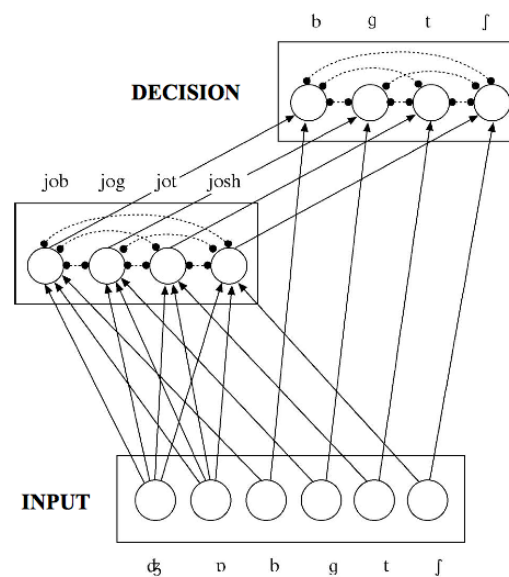 b g t ʃ
DECISION
job jog jot josh
INPUT
ʤ ɒ b g t ʃ